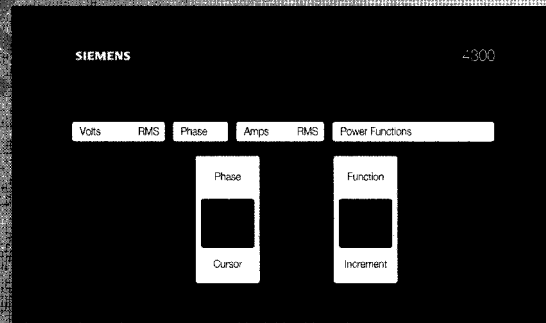 SIEMENS 4300
Volts RMS Phase Amps RMS Power Functions
Phase Function
Cursor Increment